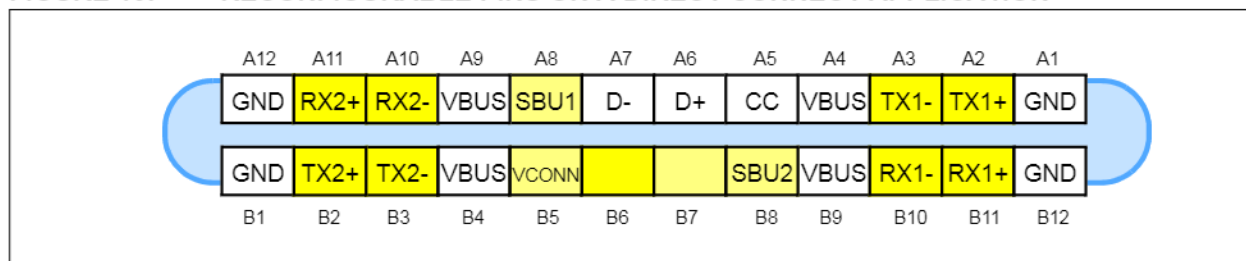 A12 A11 A10 A9 A8 A7 A6 A5 A4 A3 A2 A1
GND RX2+ RX2- VBUS SBU1 D- D+ CC VBUS TX1- TX1+ GND
GND TX2+ TX2- VBUS VCONN SBU2 VBUS RX1- RX1+ GND
B1 B2 B3 B4 B5 B6 B7 B8 B9 B10 B11 B12